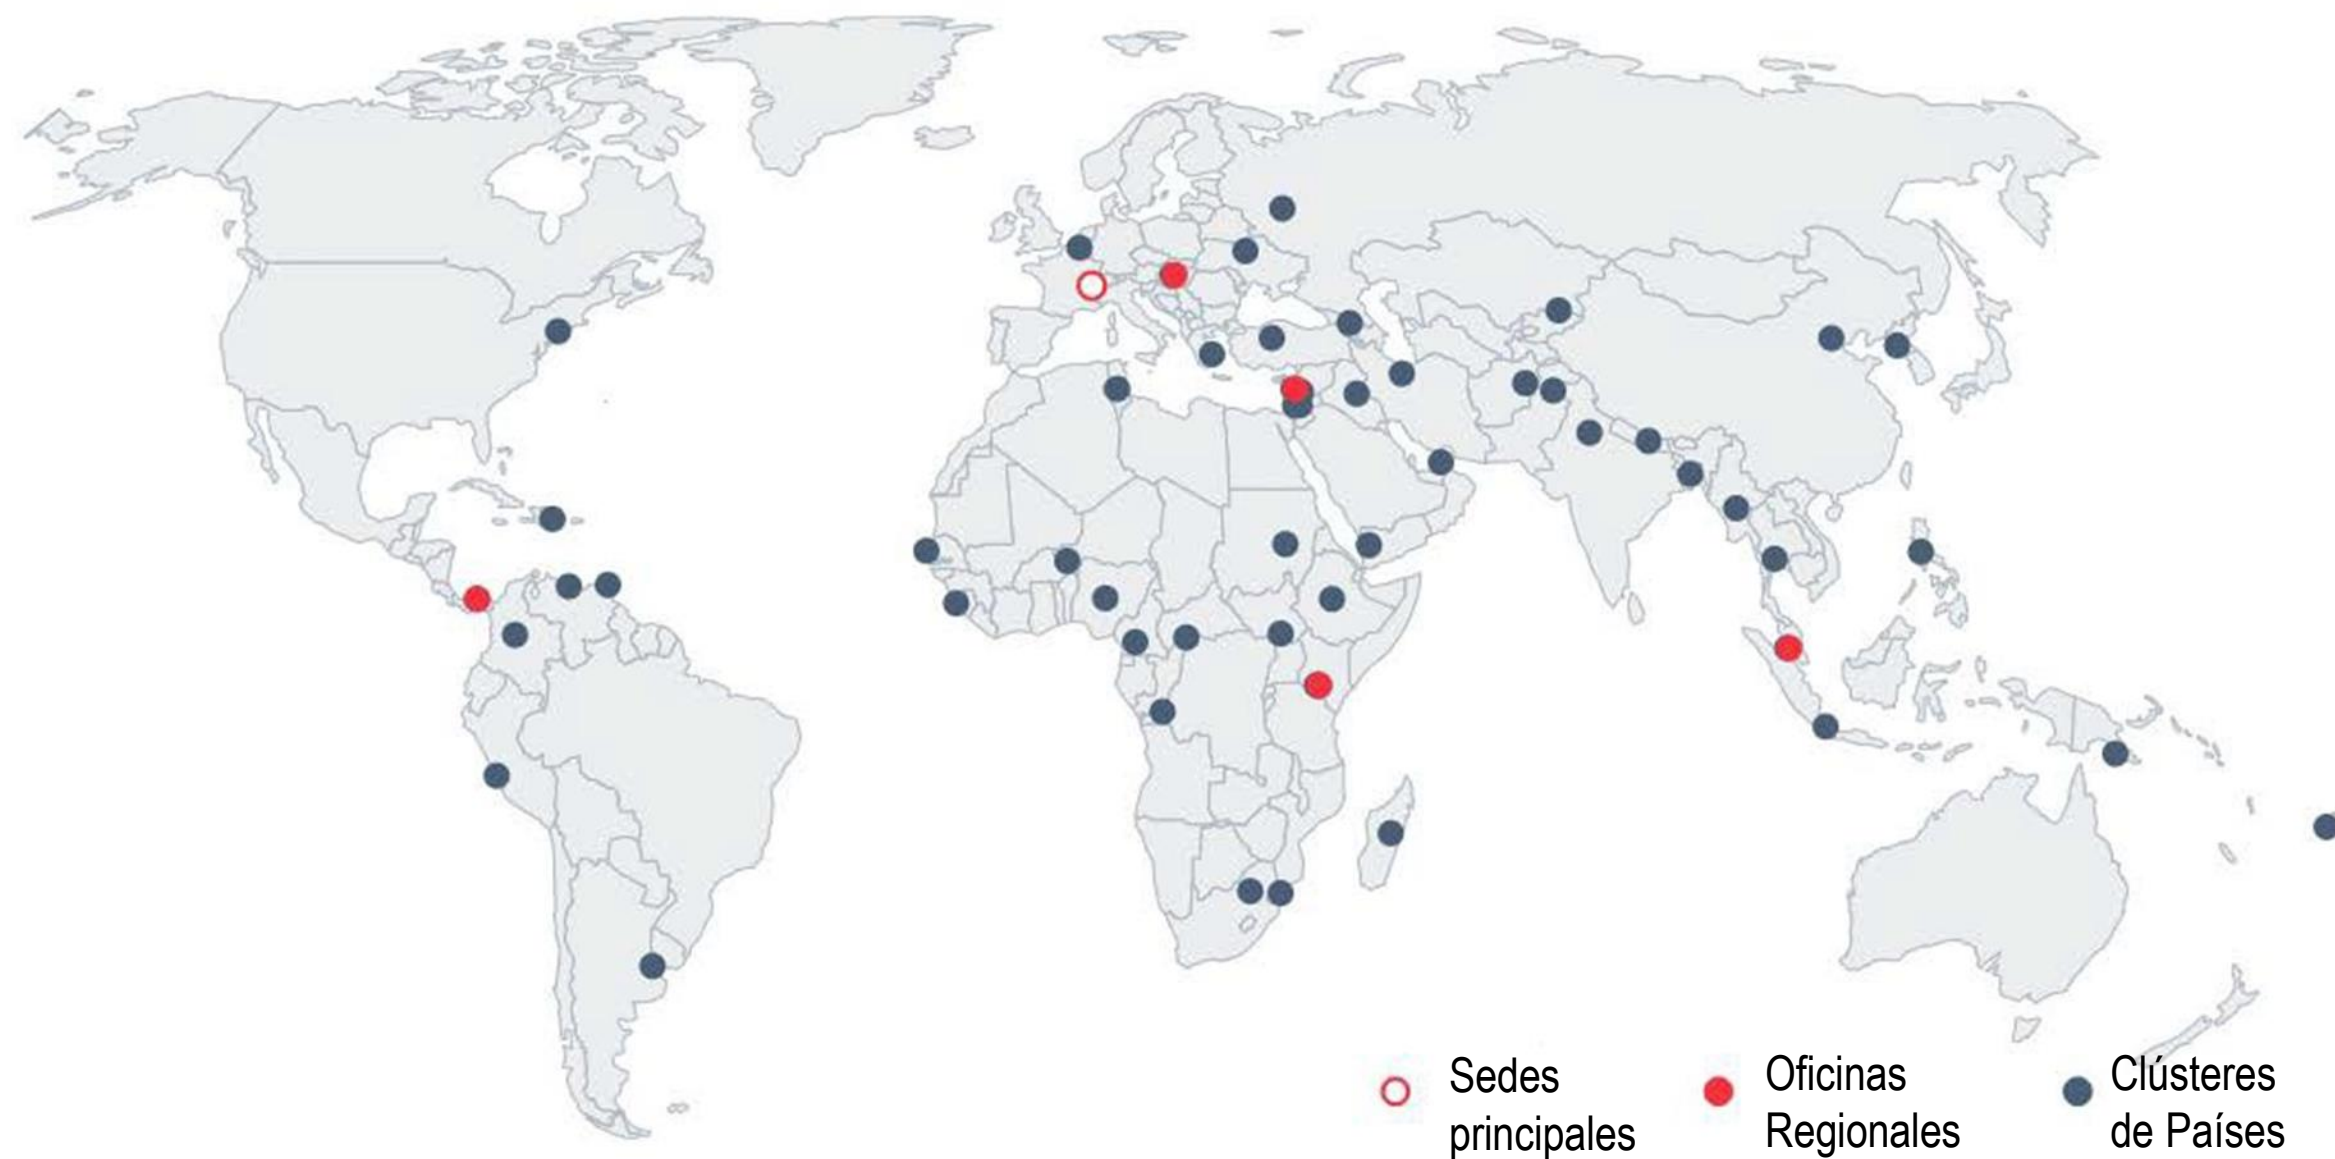 Sedes
principales
Oficinas
Regionales
Clústeres
de Países